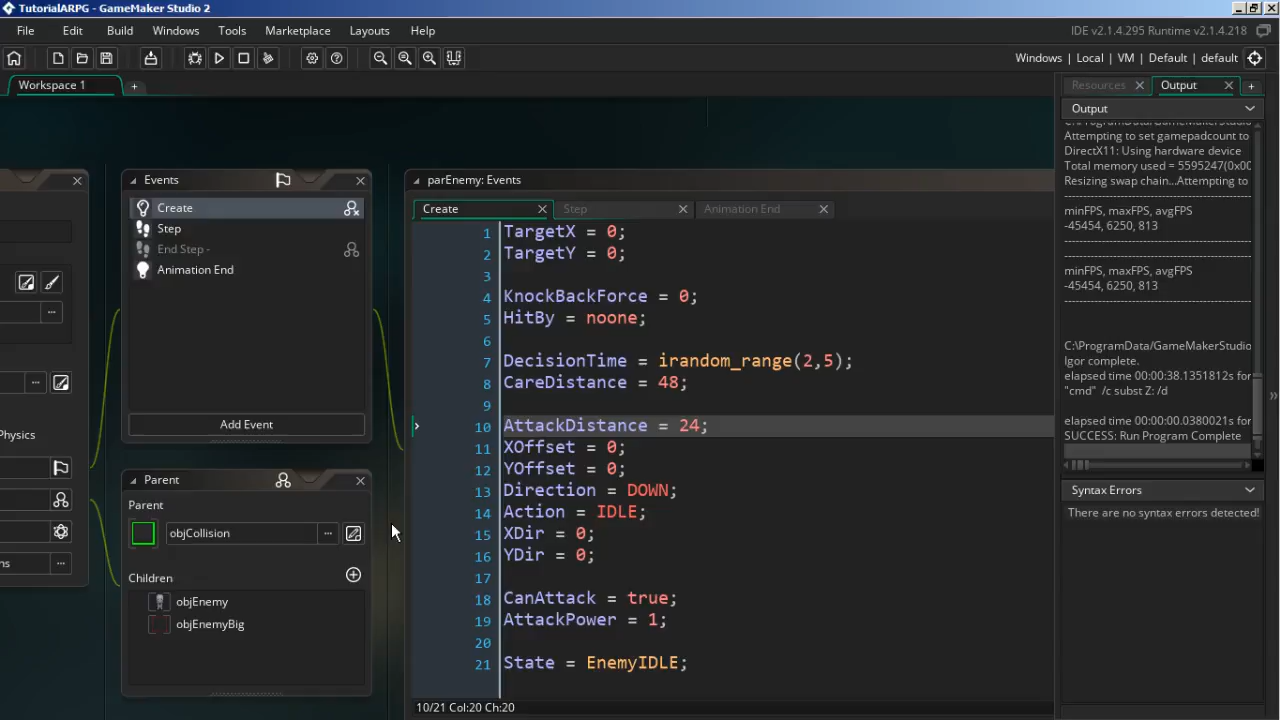 TutorialARPG - GameMaker Studio 2
File Edit Build Windows Tools Marketplace Layouts Help
IDE v2.1.4.295 Runtime v2.1.4.218
Windows | Local | VM | Default | default
Workspace 1
Resources Output
Output
Attempting to set gamepadcount to
DirectX11: Using hardware device
Total memory used = 5595247(0x00
Resizing swap chain...Attempting to
minFPS, maxFPS, avgFPS
-45454, 6250, 813
minFPS, maxFPS, avgFPS
-45454, 6250, 813
C:\ProgramData/GameMakerStudio
Igor complete.
elapsed time 00:00:38.1351812s for
"cmd" /c subst Z: /d
elapsed time 00:00:00.0380021s for
SUCCESS: Run Program Complete
Syntax Errors
There are no syntax errors detected!
Physics
ns
Events
Create
Step
End Step -
Animation End
Add Event
Parent
Parent
objCollision
Children
objEnemy
objEnemyBig
parEnemy: Events
Create Step Animation End
1 TargetX = 0;
2 TargetY = 0;
3
4 KnockBackForce = 0;
5 HitBy = noone;
6
7 DecisionTime = irandom_range(2,5);
8 CareDistance = 48;
9
10 AttackDistance = 24;
11 XOffset = 0;
12 YOffset = 0;
13 Direction = DOWN;
14 Action = IDLE;
15 XDir = 0;
16 YDir = 0;
17
18 CanAttack = true;
19 AttackPower = 1;
20
21 State = EnemyIDLE;
10/21 Col:20 Ch:20